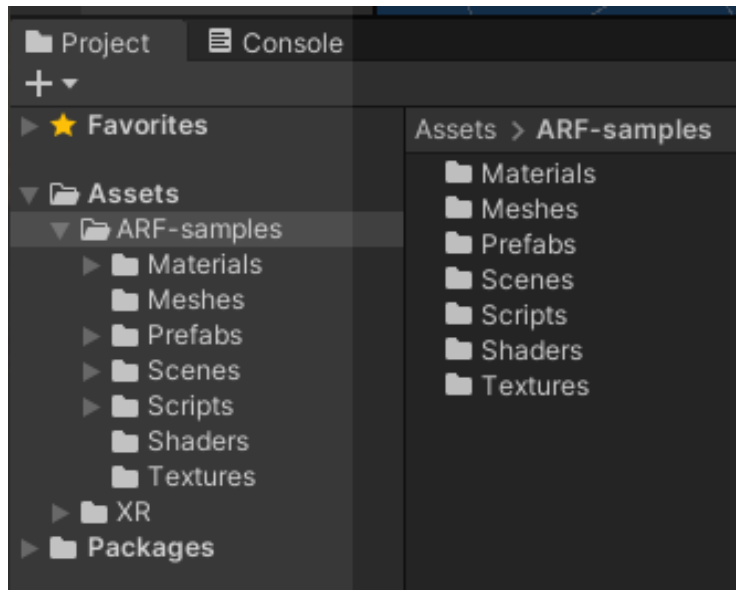 Project Console
Favorites
Assets
ARF-samples
Materials
Meshes
Prefabs
Scenes
Scripts
Shaders
Textures
XR
Packages
Assets > ARF-samples
Materials
Meshes
Prefabs
Scenes
Scripts
Shaders
Textures